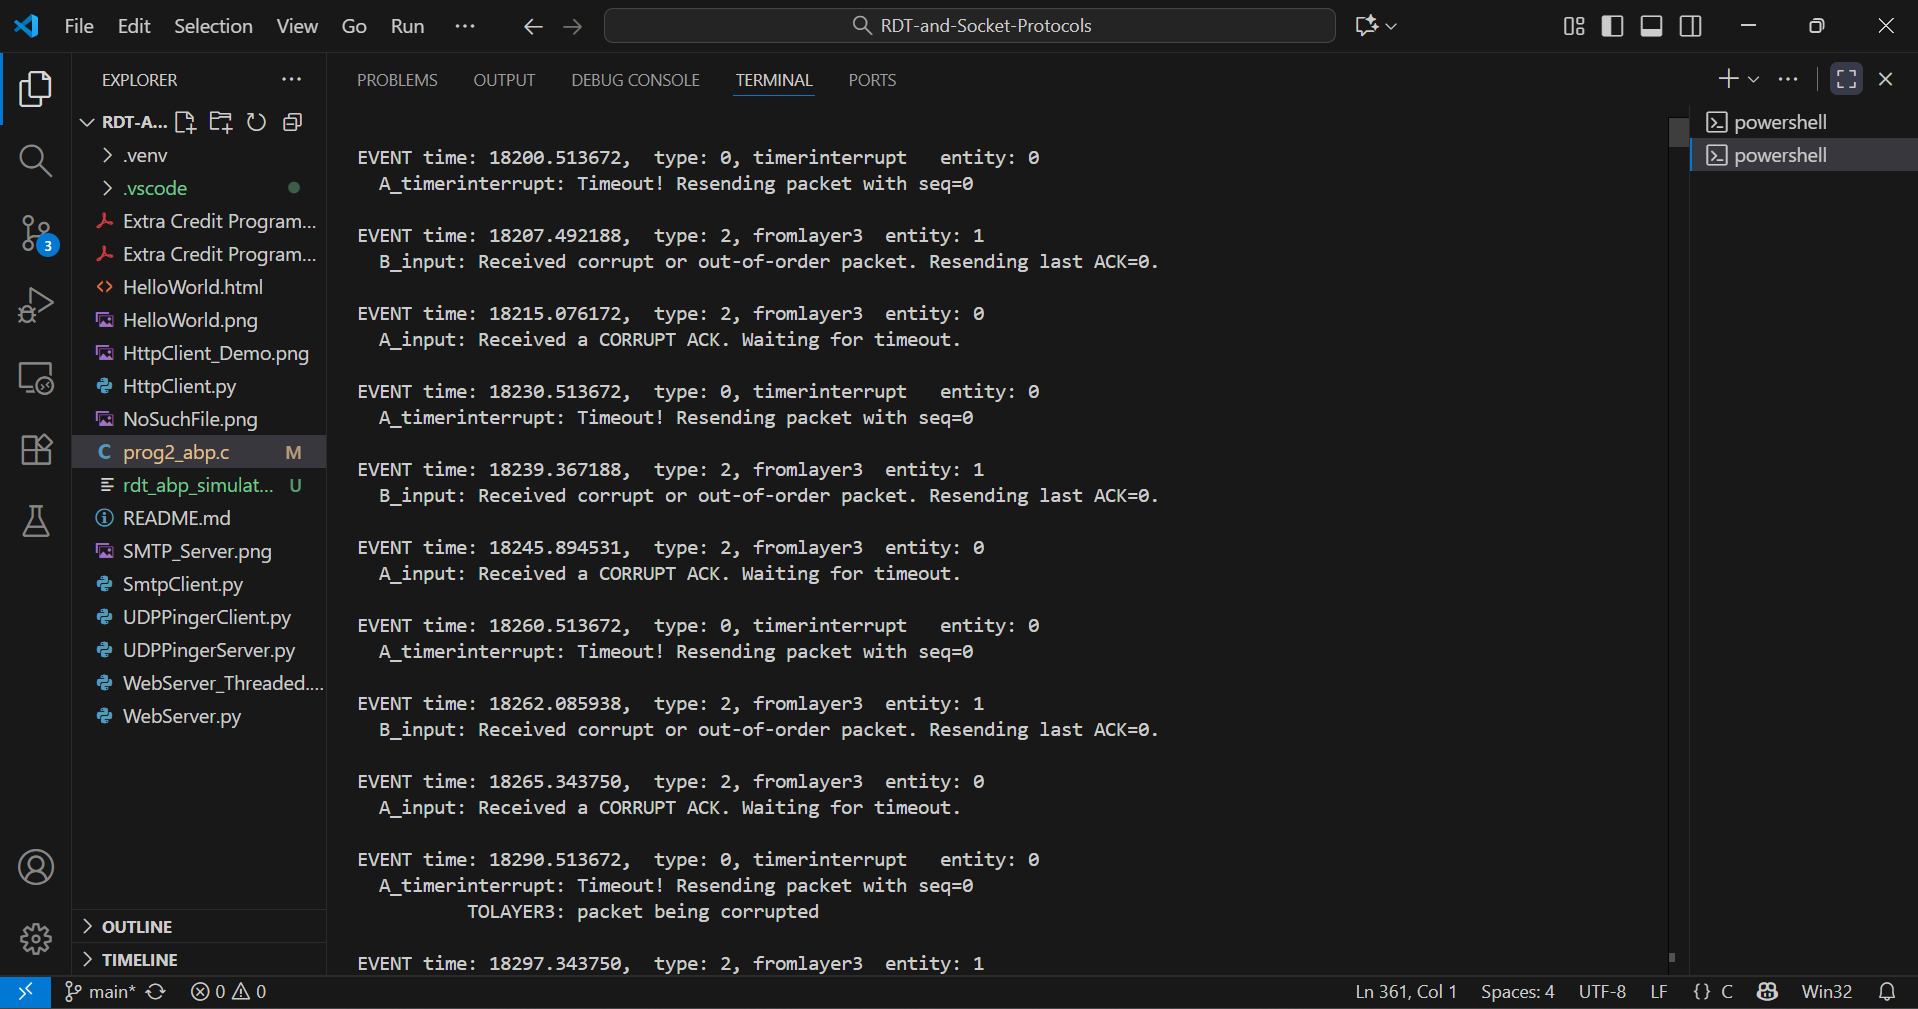 File Edit Selection View Go Run ··· RDT-and-Socket-Protocols
EXPLORER ···
RDT-A...
.venv
.vscode
Extra Credit Program...
Extra Credit Program...
HelloWorld.html
HelloWorld.png
HttpClient_Demo.png
HttpClient.py
NoSuchFile.png
prog2_abp.c M
rdt_abp_simulat... U
README.md
SMTP_Server.png
SmtpClient.py
UDPPingerClient.py
UDPPingerServer.py
WebServer_Threaded....
WebServer.py
OUTLINE
TIMELINE
3
PROBLEMS OUTPUT DEBUG CONSOLE TERMINAL PORTS
EVENT time: 18200.513672,  type: 0, timerinterrupt   entity: 0
A_timerinterrupt: Timeout! Resending packet with seq=0
EVENT time: 18207.492188,  type: 2, fromlayer3  entity: 1
B_input: Received corrupt or out-of-order packet. Resending last ACK=0.
EVENT time: 18215.076172,  type: 2, fromlayer3  entity: 0
A_input: Received a CORRUPT ACK. Waiting for timeout.
EVENT time: 18230.513672,  type: 0, timerinterrupt   entity: 0
A_timerinterrupt: Timeout! Resending packet with seq=0
EVENT time: 18239.367188,  type: 2, fromlayer3  entity: 1
B_input: Received corrupt or out-of-order packet. Resending last ACK=0.
EVENT time: 18245.894531,  type: 2, fromlayer3  entity: 0
A_input: Received a CORRUPT ACK. Waiting for timeout.
EVENT time: 18260.513672,  type: 0, timerinterrupt   entity: 0
A_timerinterrupt: Timeout! Resending packet with seq=0
EVENT time: 18262.085938,  type: 2, fromlayer3  entity: 1
B_input: Received corrupt or out-of-order packet. Resending last ACK=0.
EVENT time: 18265.343750,  type: 2, fromlayer3  entity: 0
A_input: Received a CORRUPT ACK. Waiting for timeout.
EVENT time: 18290.513672,  type: 0, timerinterrupt   entity: 0
A_timerinterrupt: Timeout! Resending packet with seq=0
TOLAYER3: packet being corrupted
EVENT time: 18297.343750,  type: 2, fromlayer3  entity: 1
powershell
powershell
main* 0 0 Ln 361, Col 1 Spaces: 4 UTF-8 LF {} C Win32